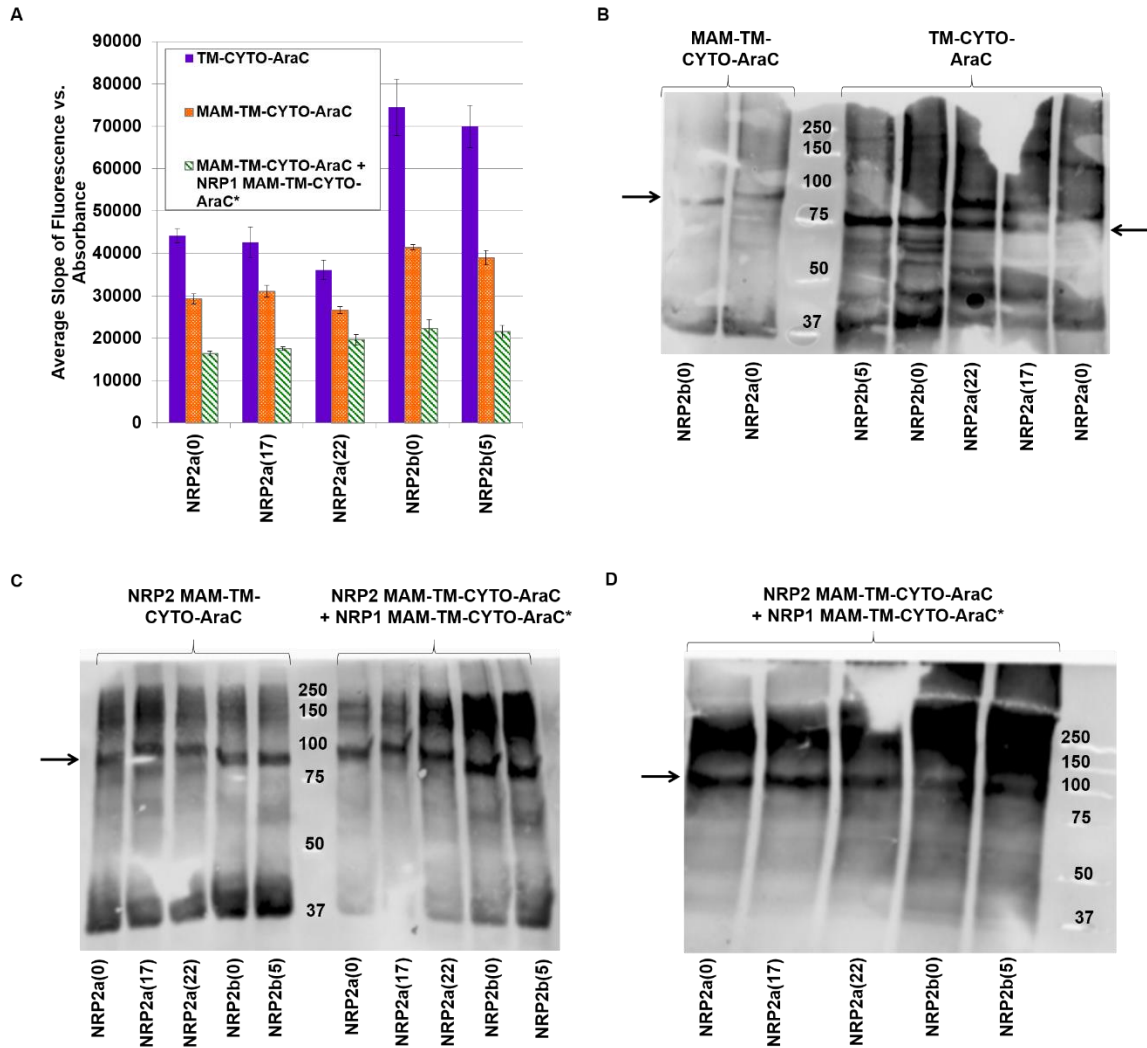 A
90000
80000
70000
60000
50000
40000
30000
20000
10000
0
Average Slope of Fluorescence vs.
Absorbance
TM-CYTO-AraC
MAM-TM-CYTO-AraC
MAM-TM-CYTO-AraC +
NRP1 MAM-TM-CYTO-
AraC*
NRP2a(0)
NRP2a(17)
NRP2a(22)
NRP2b(0)
NRP2b(5)
B
MAM-TM-
CYTO-AraC
TM-CYTO-
AraC
250
150
100
75
50
37
NRP2b(0)
NRP2a(0)
NRP2b(5)
NRP2b(0)
NRP2a(22)
NRP2a(17)
NRP2a(0)
C
NRP2 MAM-TM-
CYTO-AraC
NRP2 MAM-TM-CYTO-AraC
+ NRP1 MAM-TM-CYTO-AraC*
250
150
100
75
50
37
NRP2a(0)
NRP2a(17)
NRP2a(22)
NRP2b(0)
NRP2b(5)
NRP2a(0)
NRP2a(17)
NRP2a(22)
NRP2b(0)
NRP2b(5)
D
NRP2 MAM-TM-CYTO-AraC
+ NRP1 MAM-TM-CYTO-AraC*
250
150
100
75
50
37
NRP2a(0)
NRP2a(17)
NRP2a(22)
NRP2b(0)
NRP2b(5)